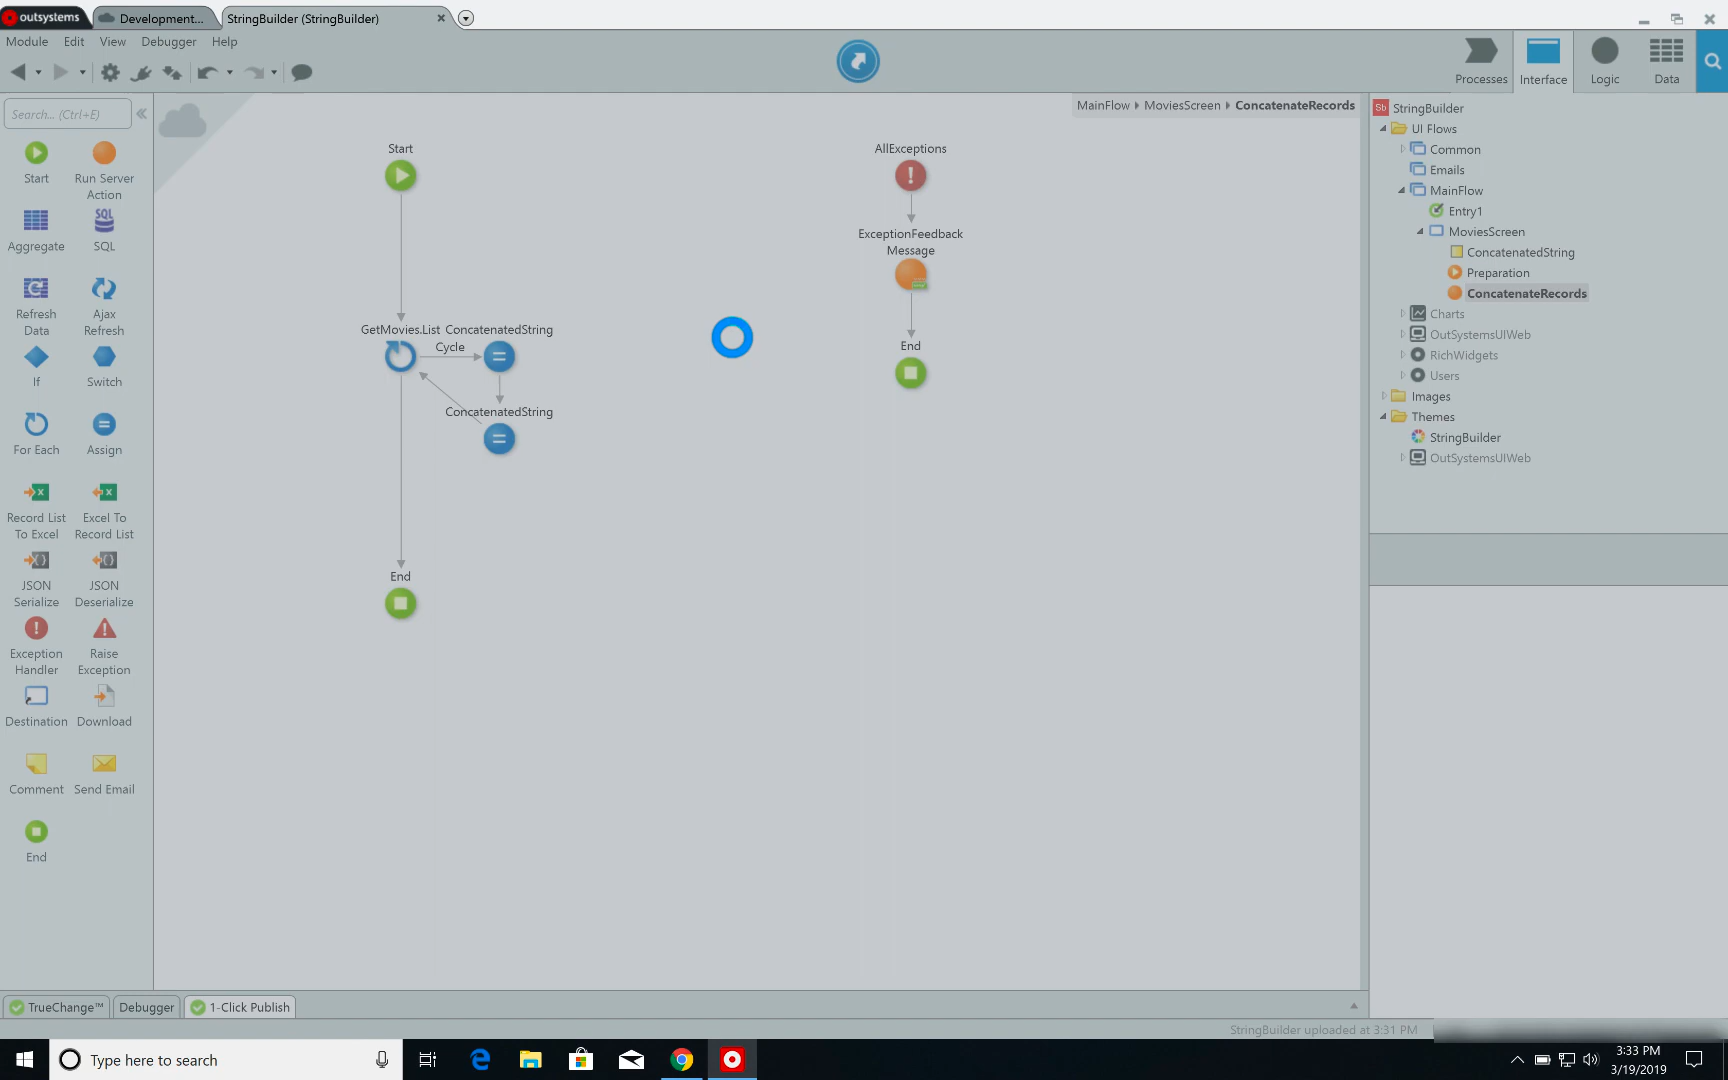 outsystems
Development...
StringBuilder (StringBuilder)
Module
Edit
View
Debugger
Help
Processes
Interface
Logic
Data
Search... (Ctrl+E)
MainFlow
MoviesScreen
ConcatenateRecords
Start
Run Server
Action
Aggregate
SQL
Refresh
Data
Ajax
Refresh
If
Switch
For Each
Assign
Record List
To Excel
Excel To
Record List
JSON
Serialize
JSON
Deserialize
Exception
Handler
Raise
Exception
Destination
Download
Comment
Send Email
End
Start
GetMovies.List
ConcatenatedString
Cycle
ConcatenatedString
End
AllExceptions
ExceptionFeedback
Message
End
Sb
StringBuilder
UI Flows
Common
Emails
MainFlow
Entry1
MoviesScreen
ConcatenatedString
Preparation
ConcatenateRecords
Charts
OutSystemsUIWeb
RichWidgets
Users
Images
Themes
StringBuilder
OutSystemsUIWeb
TrueChange™
Debugger
1-Click Publish
StringBuilder uploaded at 3:31 PM
Type here to search
3:33 PM
3/19/2019